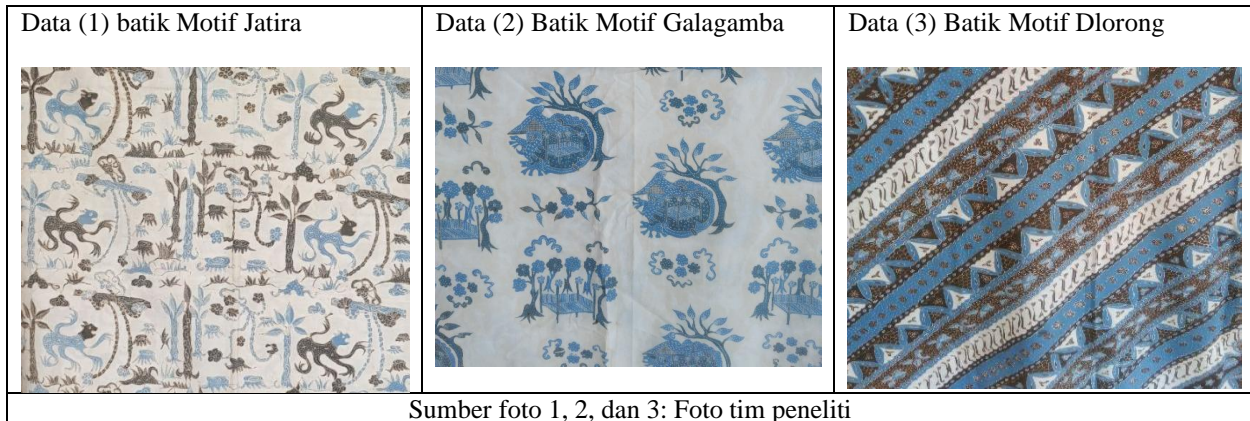 Data (1) batik Motif Jatira
Data (2) Batik Motif Galagamba
Data (3) Batik Motif Dlorong
Sumber foto 1, 2, dan 3: Foto tim peneliti